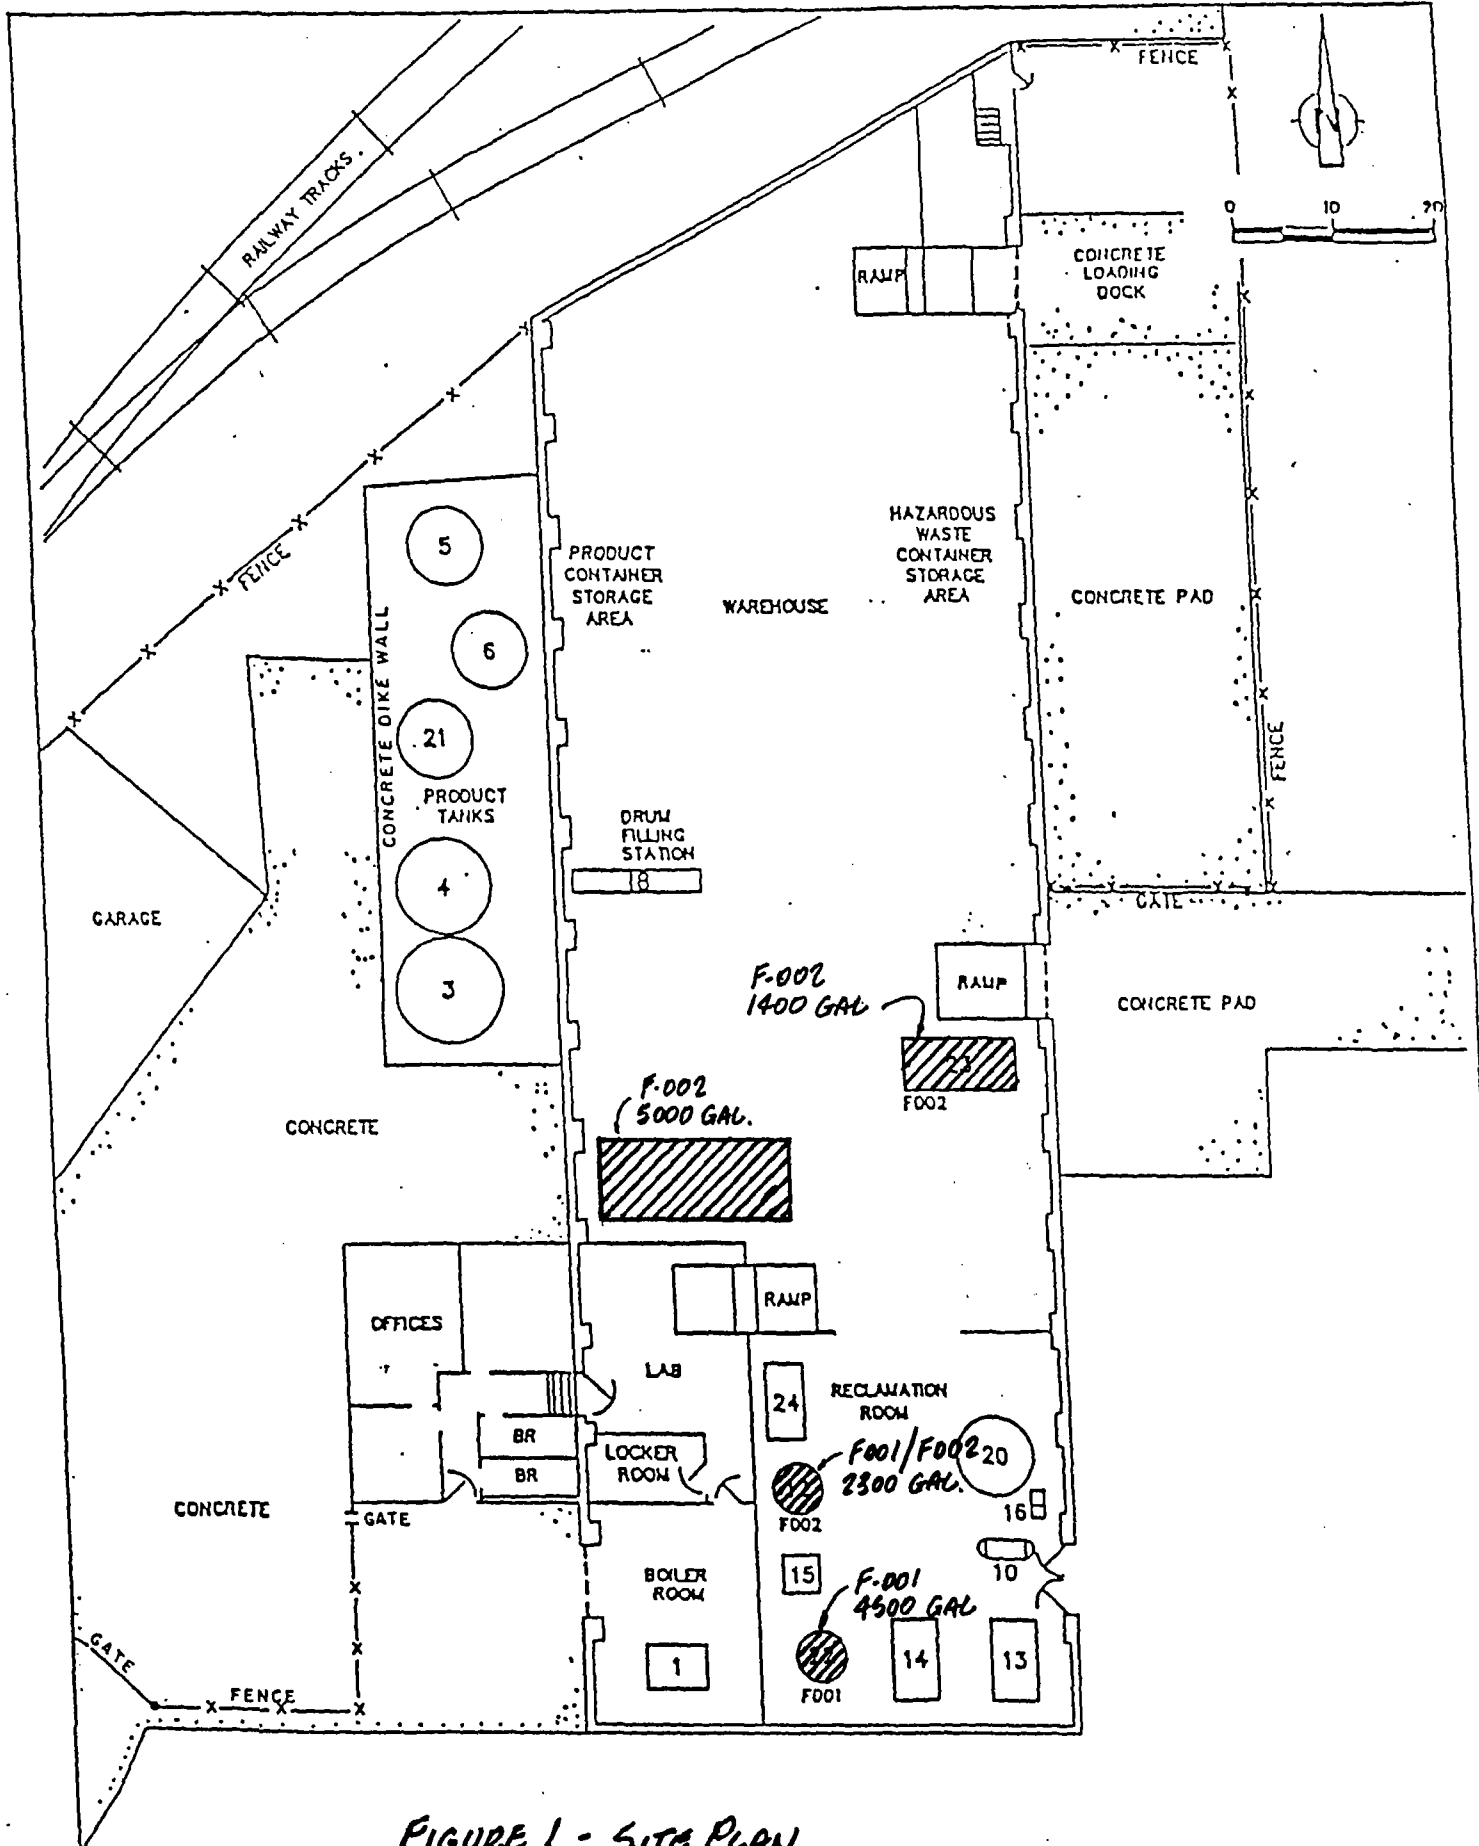 FENCE
N
0 10 20
RAILWAY TRACKS
RAMP
CONCRETE
LOADING
DOCK
5
PRODUCT
CONTAINER
STORAGE
AREA
WAREHOUSE
HAZARDOUS
WASTE
CONTAINER
STORAGE
AREA
CONCRETE PAD
FENCE
6
CONCRETE DIKE WALL
21
PRODUCT
TANKS
FENCE
DRUM
FILLING
STATION
8
4
GATE
GARAGE
3
F-002
1400 GAL
RAMP
CONCRETE PAD
23
F002
F-002
5000 GAL.
CONCRETE
OFFICES
RAMP
LAB
24
RECLAMATION
ROOM
BR
BR
LOCKER
ROOM
F001/F002
2300 GAL.
20
F002
16
CONCRETE
GATE
BOILER
ROOM
15
10
F-001
4500 GAL
GATE
FENCE
1
F001
14
13
FIGURE 1 - SITE PLAN